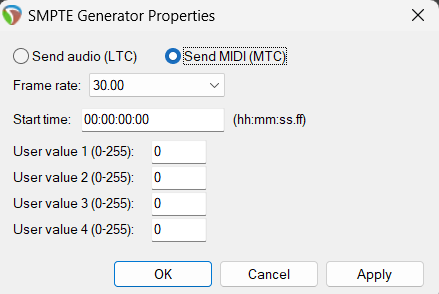 SMPTE Generator Properties
Send audio (LTC) Send MIDI (MTC)
Frame rate: 30.00
Start time: 00:00:00:00 (hh:mm:ss.ff)
User value 1 (0-255): 0
User value 2 (0-255): 0
User value 3 (0-255): 0
User value 4 (0-255): 0
OK Cancel Apply